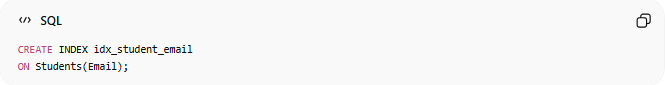 SQL
CREATE INDEX idx_student_email
ON Students(Email);